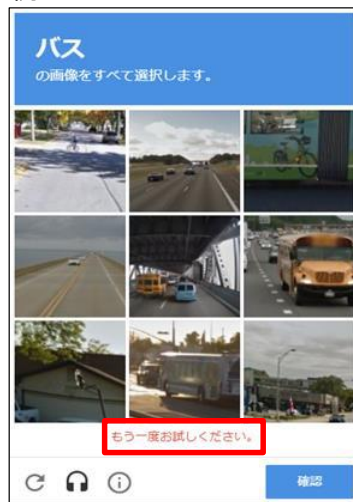 バス
の画像をすべて選択します。
もう一度お試しください。
確認